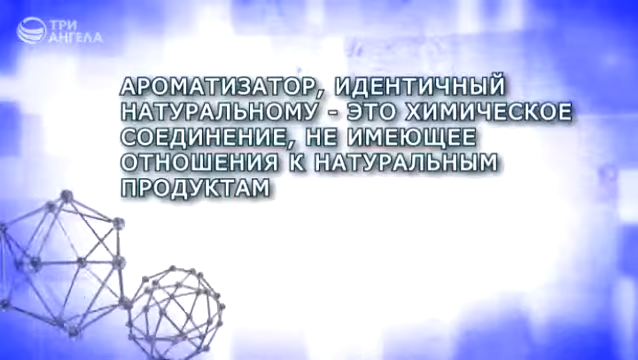 ТРИ
АНГЕЛА
АРОМАТИЗАТОР, ИДЕНТИЧНЫЙ
НАТУРАЛЬНОМУ - ЭТО ХИМИЧЕСКОЕ
СОЕДИНЕНИЕ, НЕ ИМЕЮЩЕЕ
ОТНОШЕНИЯ К НАТУРАЛЬНЫМ
ПРОДУКТАМ